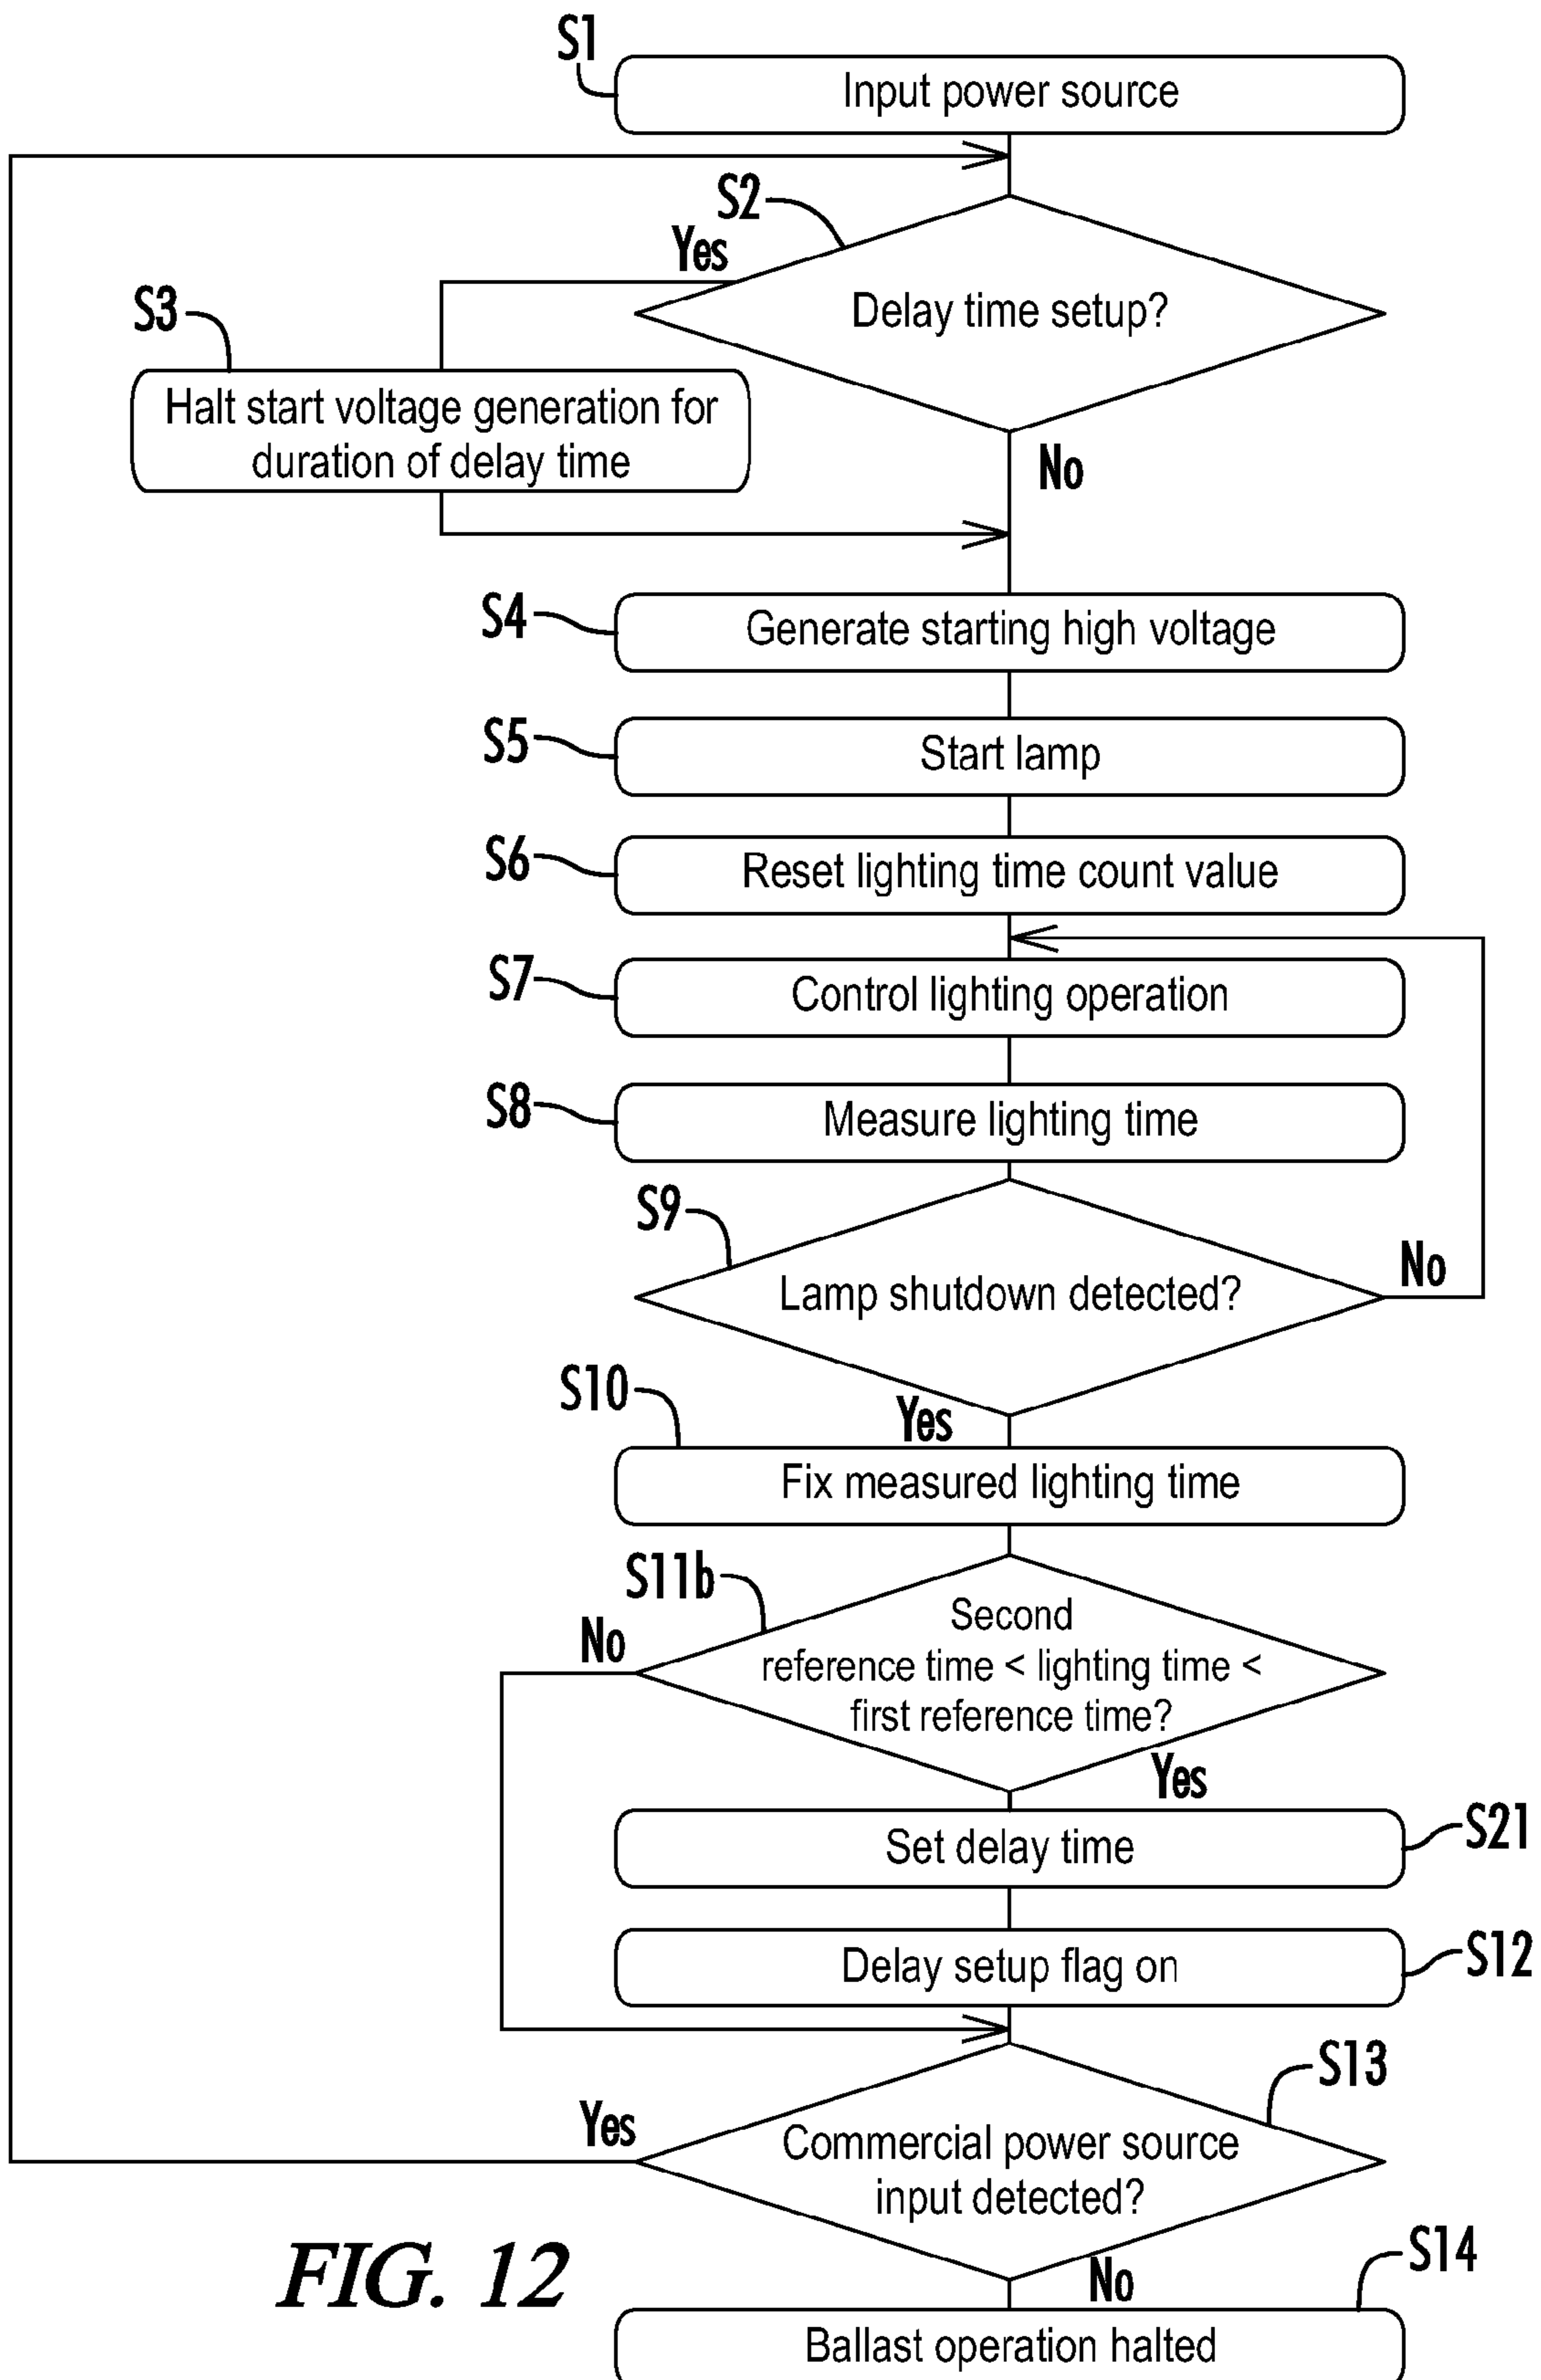 S1
Input power source
S2
Yes
Delay time setup?
S3
Halt start voltage generation for
duration of delay time
No
S4
Generate starting high voltage
S5
Start lamp
S6
Reset lighting time count value
S7
Control lighting operation
S8
Measure lighting time
S9
No
Lamp shutdown detected?
S10
Yes
Fix measured lighting time
S11b
No
Second
reference time < lighting time <
first reference time?
Yes
Set delay time
S21
Delay setup flag on
S12
S13
Yes
Commercial power source
input detected?
No
S14
Ballast operation halted
FIG. 12